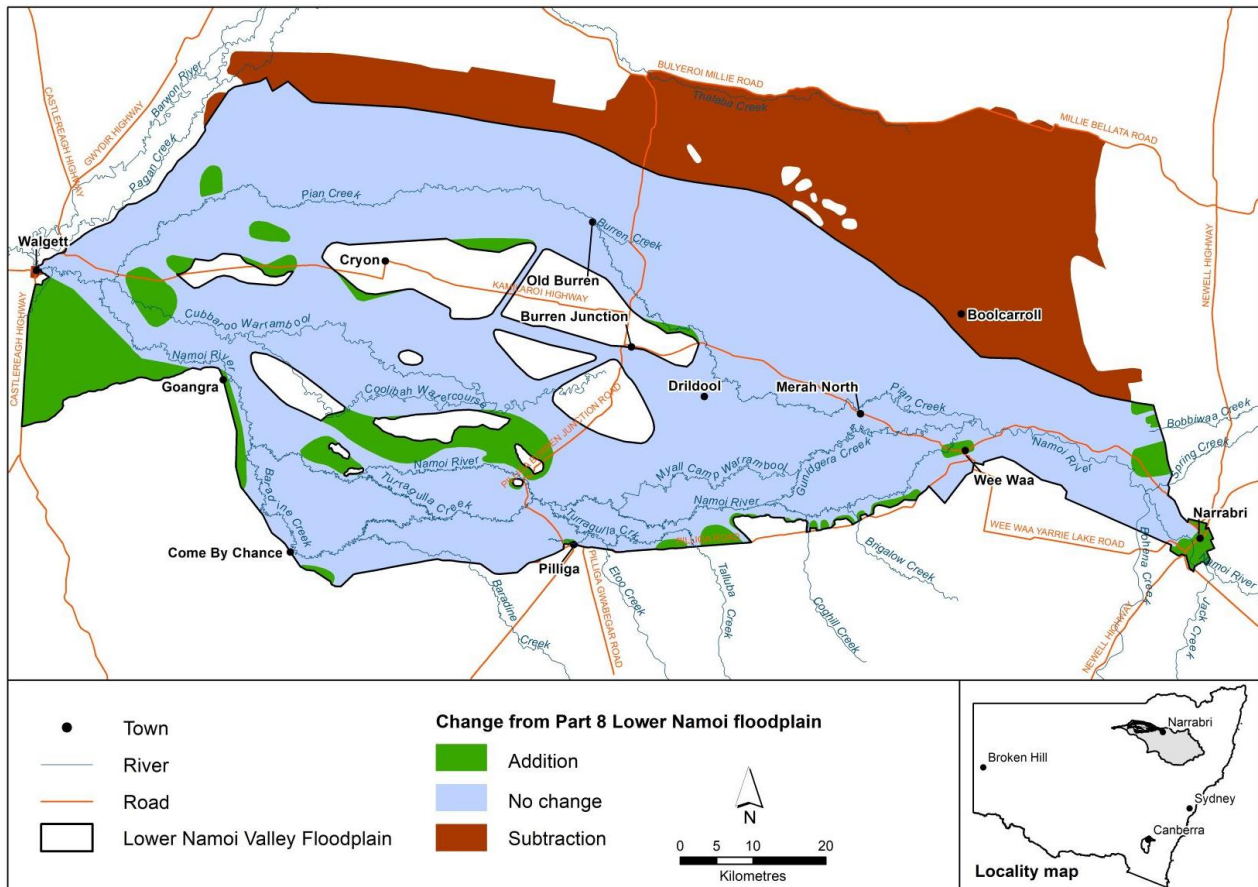 BULYEROI MILLIE ROAD
Thalaba Creek
MILLIE BELLATA ROAD
CASTLEREAGH HIGHWAY
GWYDIR HIGHWAY
Barwon River
Pagan Creek
NEWELL HIGHWAY
Pian Creek
Walgett
Burren Creek
Cryon
Old Burren
KAMILAROI HIGHWAY
Burren Junction
Boolcarroll
Cubbaroo Warrambool
Namoi River
CASTLEREAGH HIGHWAY
Goangra
Coolibah Watercourse
Drildool
Merah North
Pian Creek
Bobbiwaa Creek
Spring Creek
Namoi River
BURREN JUNCTION ROAD
Namoi River
Turragulla Creek
Myall Camp Warrambool
Gunidgera Creek
Wee Waa
Namoi River
Baradine Creek
Turragulla Crk
Narrabri
WEE WAA YARRIE LAKE ROAD
Come By Chance
Pilliga
PILLIGA GWABEGAR ROAD
Baradine Creek
Etoo Creek
Talluba Creek
Coghill Creek
Brigalow Creek
Bohena Creek
Namoi River
Jack Creek
NEWELL HIGHWAY
Town
River
Road
Lower Namoi Valley Floodplain
Change from Part 8 Lower Namoi floodplain
Addition
No change
Subtraction
N
0 5 10 20
Kilometres
Narrabri
Broken Hill
Sydney
Canberra
Locality map